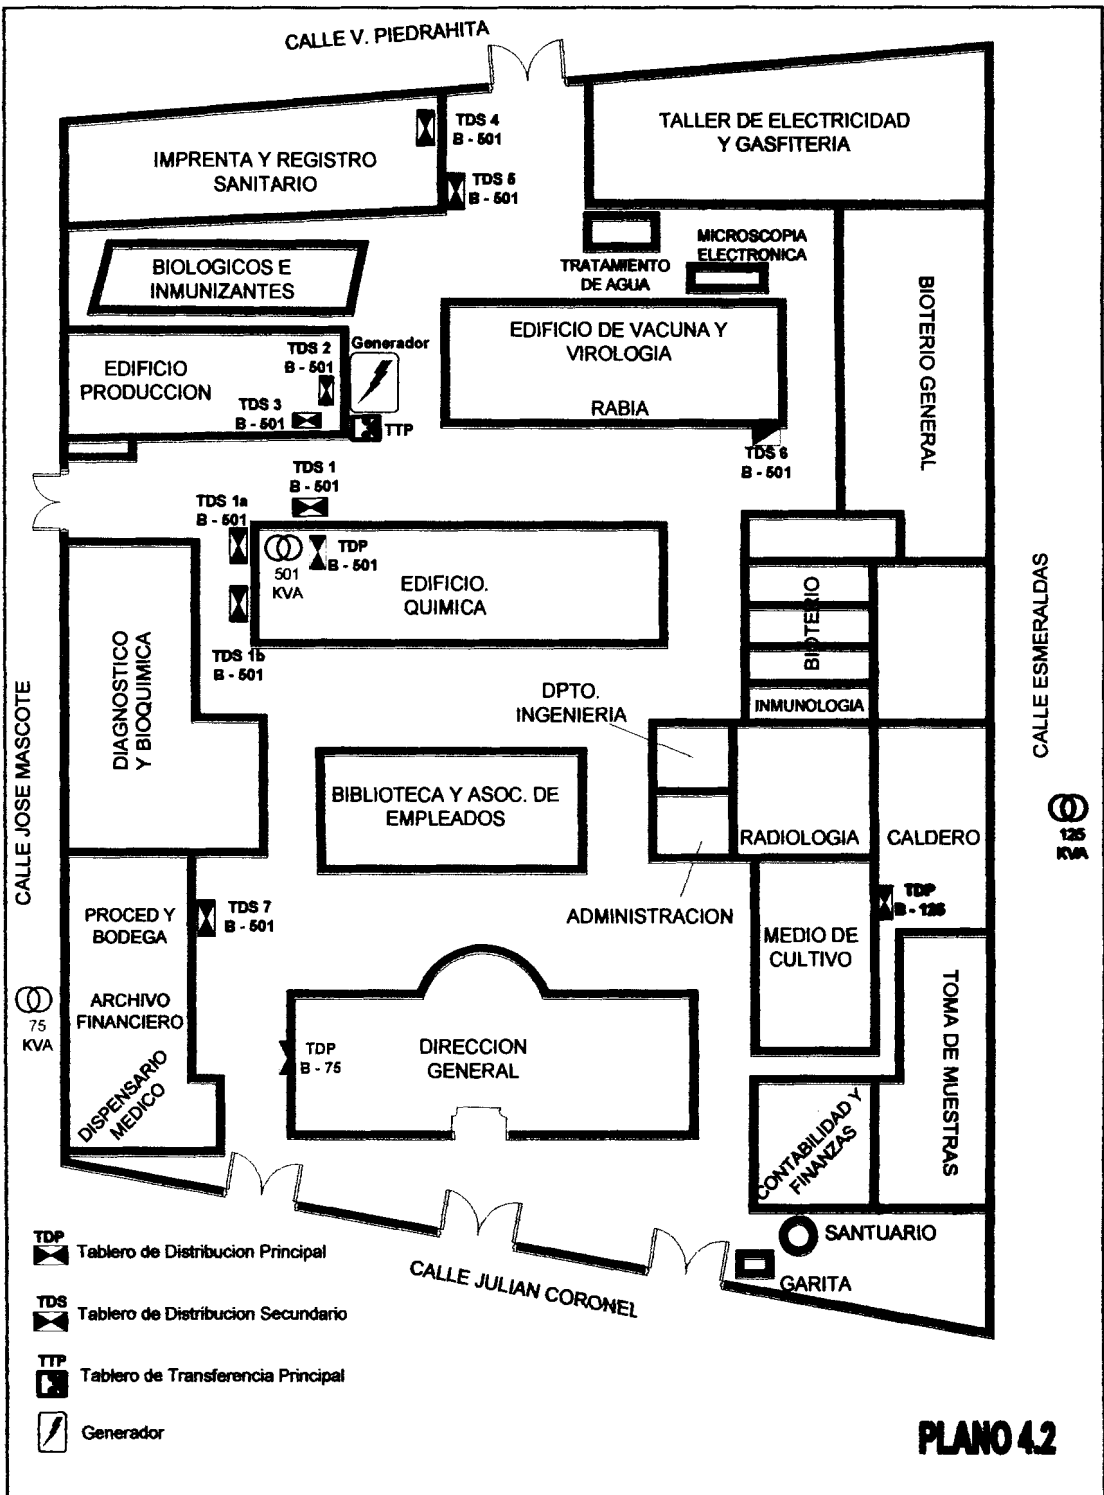 CALLE V. PIEDRAHITA
TDS 4
B - 501
IMPRENTA Y REGISTRO
SANITARIO
TDS 5
B - 501
TALLER DE ELECTRICIDAD
Y GASFITERIA
BIOLOGICOS E
INMUNIZANTES
TRATAMIENTO
DE AGUA
MICROSCOPIA
ELECTRONICA
BIOTERIO GENERAL
EDIFICIO
PRODUCCION
TDS 2
B - 501
TDS 3
B - 501
Generador
TTP
EDIFICIO DE VACUNA Y
VIROLOGIA
RABIA
TDS 6
B - 501
TDS 1
B - 501
TDS 1a
B - 501
501
KVA
TDP
B - 501
EDIFICIO.
QUIMICA
TDS 1b
B - 501
DIAGNOSTICO
Y BIOQUIMICA
BIOTERIO
INMUNOLOGIA
CALLE ESMERALDAS
CALLE JOSE MASCOTE
DPTO.
INGENIERIA
BIBLIOTECA Y ASOC. DE
EMPLEADOS
RADIOLOGIA
CALDERO
125
KVA
ADMINISTRACION
TDP
B - 125
PROCED Y
BODEGA
TDS 7
B - 501
MEDIO DE
CULTIVO
ARCHIVO
FINANCIERO
75
KVA
DISPENSARIO
MEDICO
TDP
B - 75
DIRECCION
GENERAL
TOMA DE MUESTRAS
CONTABILIDAD Y
FINANZAS
SANTUARIO
GARITA
CALLE JULIAN CORONEL
TDP
Tablero de Distribucion Principal
TDS
Tablero de Distribucion Secundario
TTP
Tablero de Transferencia Principal
Generador
PLANO 4.2